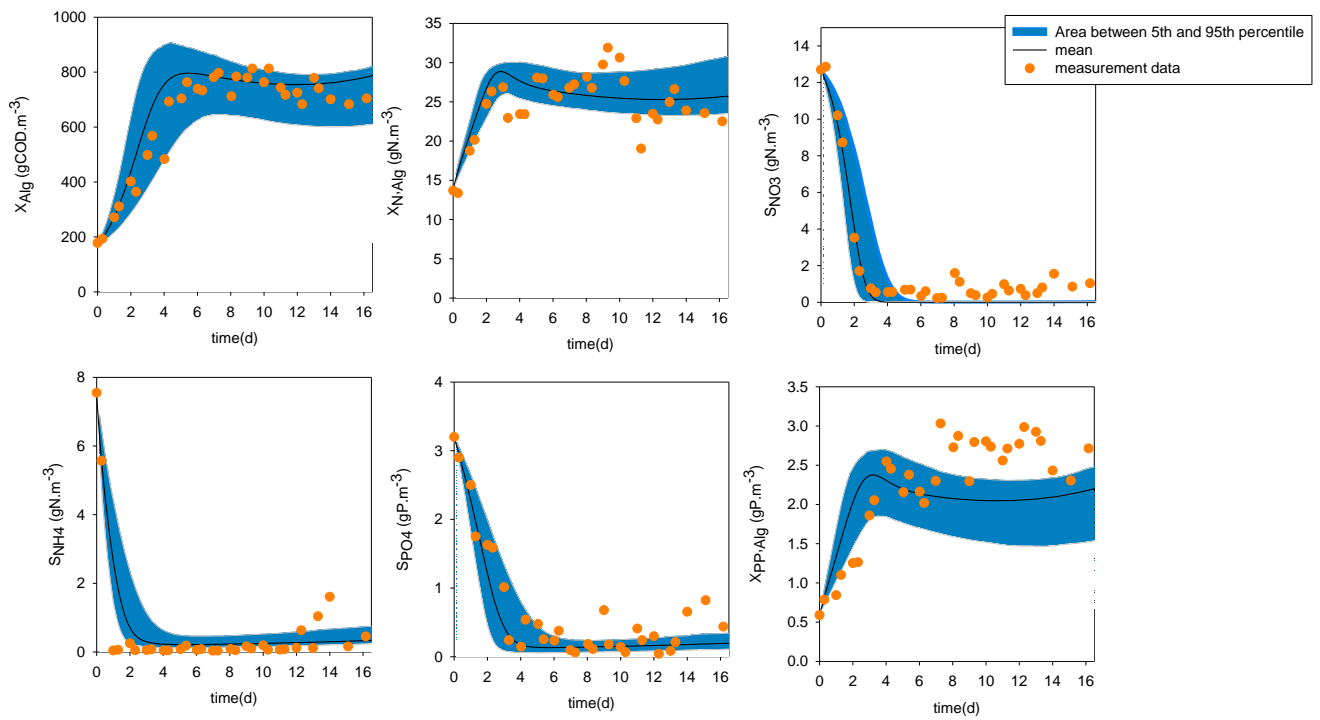 Area between 5th and 95th percentile
mean
measurement data
1000
800
600
400
200
0
X_Alg (gCOD.m⁻³)
0 2 4 6 8 10 12 14 16
time(d)
35
30
25
20
15
10
5
0
X_N,Alg (gN.m⁻³)
0 2 4 6 8 10 12 14 16
time(d)
14
12
10
8
6
4
2
0
S_NO3 (gN.m⁻³)
0 2 4 6 8 10 12 14 16
time(d)
8
6
4
2
0
S_NH4 (gN.m⁻³)
0 2 4 6 8 10 12 14 16
time(d)
4
3
2
1
0
S_PO4 (gP.m⁻³)
0 2 4 6 8 10 12 14 16
time(d)
3.5
3.0
2.5
2.0
1.5
1.0
0.5
0.0
X_PP,Alg (gP.m⁻³)
0 2 4 6 8 10 12 14 16
time(d)